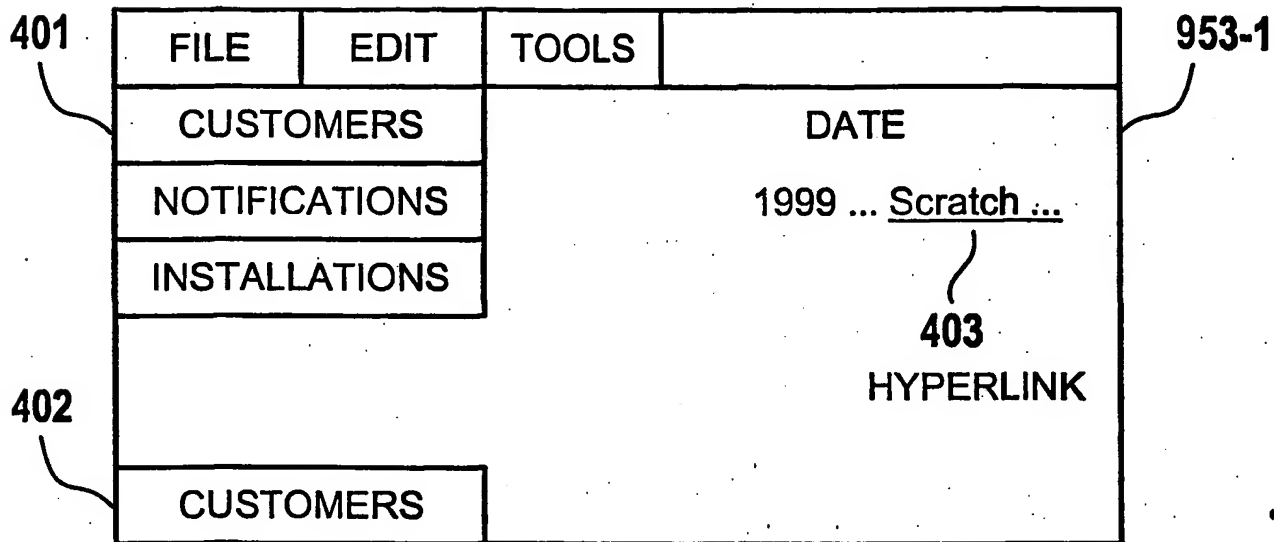 401 FILE EDIT TOOLS 953-1
CUSTOMERS DATE
NOTIFICATIONS 1999 ... Scratch ...
INSTALLATIONS
403
HYPERLINK
402
CUSTOMERS